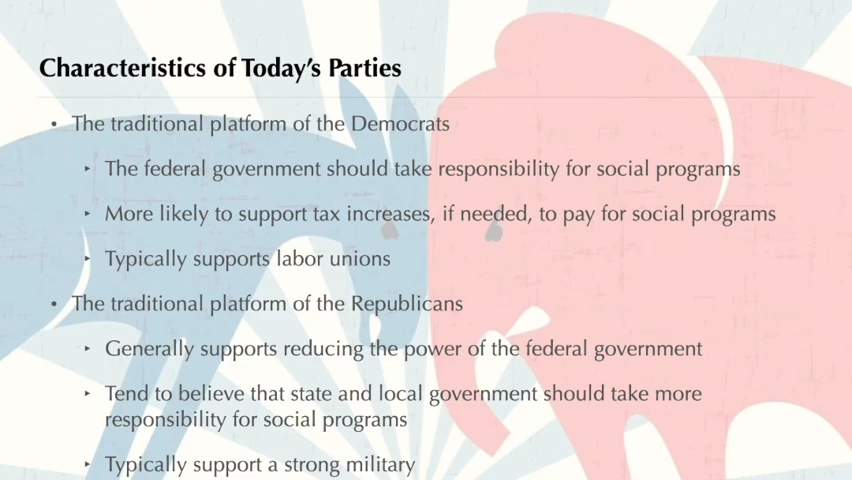 Characteristics of Today's Parties
• The traditional platform of the Democrats
‣ The federal government should take responsibility for social programs
‣ More likely to support tax increases, if needed, to pay for social programs
‣ Typically supports labor unions
• The traditional platform of the Republicans
‣ Generally supports reducing the power of the federal government
‣ Tend to believe that state and local government should take more
responsibility for social programs
‣ Typically support a strong military